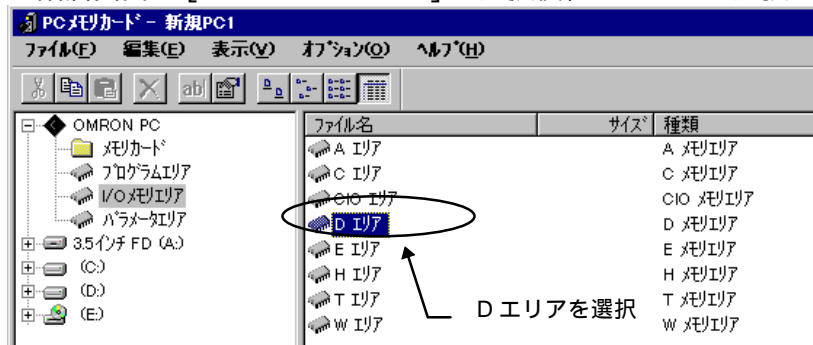 PCメモリカード - 新規PC1
ファイル(F) 編集(E) 表示(V) オプション(O) ヘルプ(H)
ab
OMRON PC
メモリカード
プログラムエリア
I/Oメモリエリア
パラメータエリア
3.5インチ FD (A:)
(C:)
(D:)
(E:)
ファイル名 サイズ 種類
A エリア A メモリエリア
C エリア C メモリエリア
CIO エリア CIO メモリエリア
D エリア D メモリエリア
E エリア E メモリエリア
H エリア H メモリエリア
T エリア T メモリエリア
W エリア W メモリエリア
Dエリアを選択